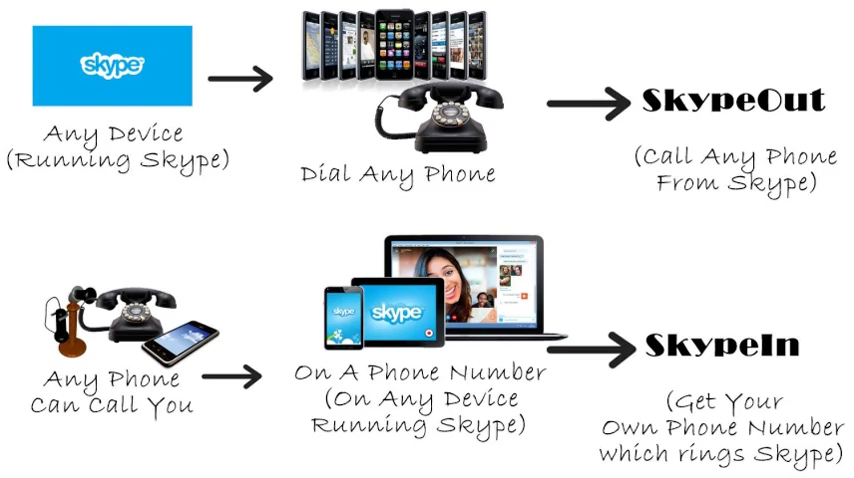 skype
Any Device
(Running Skype)
Dial Any Phone
SkypeOut
(Call Any Phone
From Skype)
Any Phone
Can Call You
skype
skype
On A Phone Number
(On Any Device
Running Skype)
SkypeIn
(Get Your
Own Phone Number
which rings Skype)